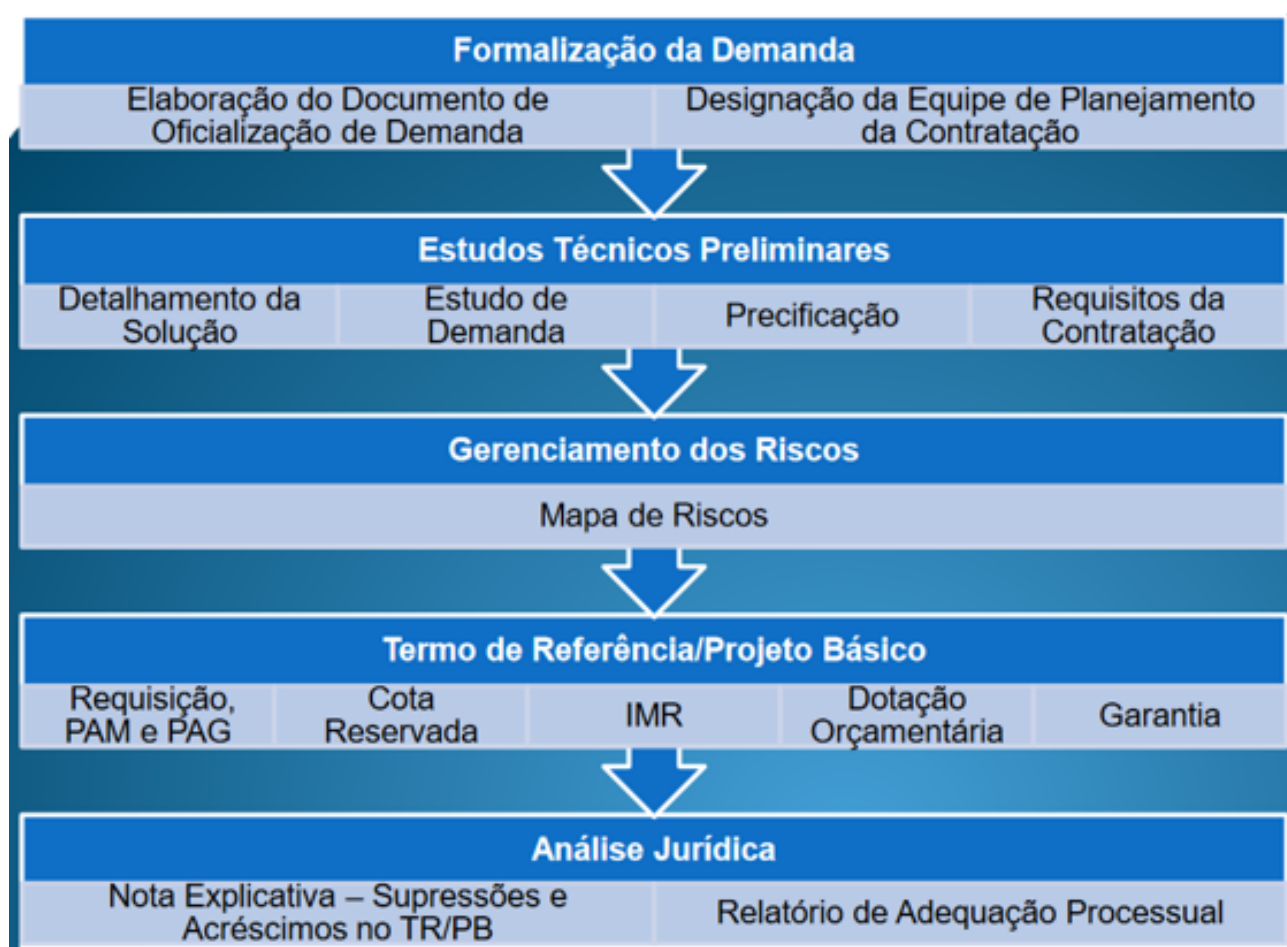 Formalização da Demanda
Elaboração do Documento de
Oficialização de Demanda
Designação da Equipe de Planejamento
da Contratação
Estudos Técnicos Preliminares
Detalhamento da
Solução
Estudo de
Demanda
Precificação
Requisitos da
Contratação
Gerenciamento dos Riscos
Mapa de Riscos
Termo de Referência/Projeto Básico
Requisição,
PAM e PAG
Cota
Reservada
IMR
Dotação
Orçamentária
Garantia
Análise Jurídica
Nota Explicativa – Supressões e
Acréscimos no TR/PB
Relatório de Adequação Processual